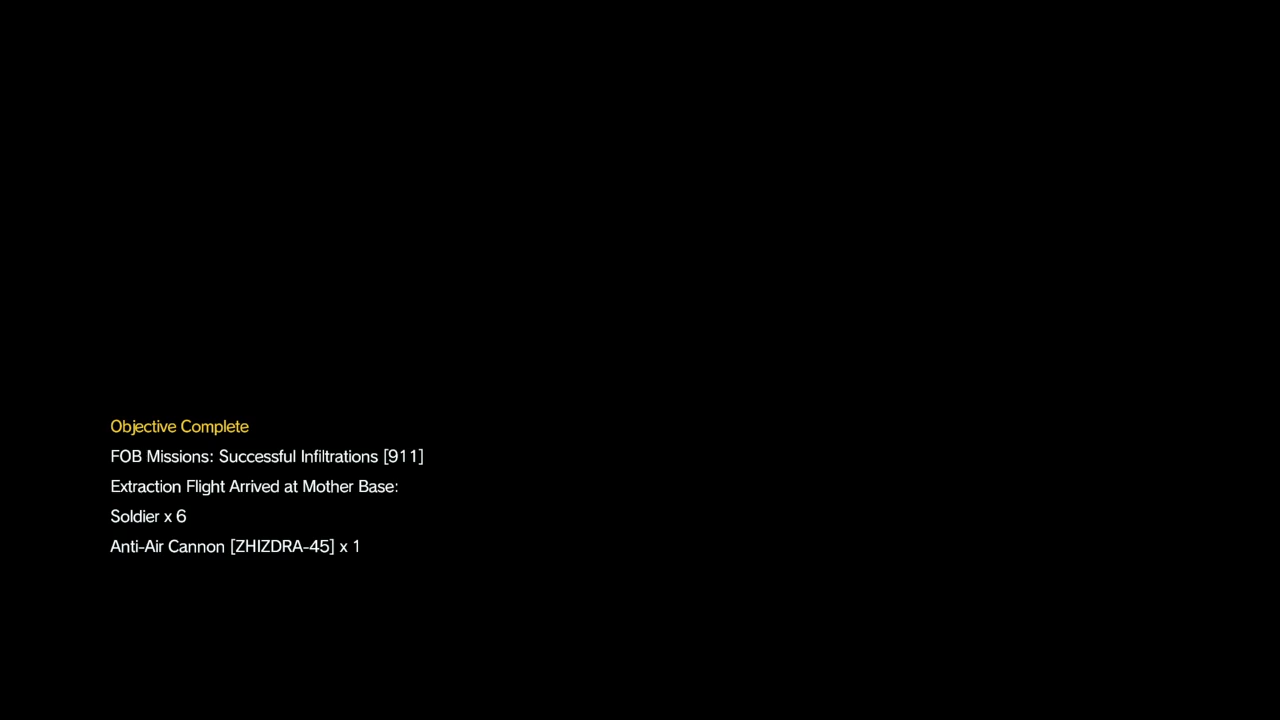 Objective Complete
FOB Missions: Successful Infiltrations [911]
Extraction Flight Arrived at Mother Base:
Soldier x 6
Anti-Air Cannon [ZHIZDRA-45] x 1